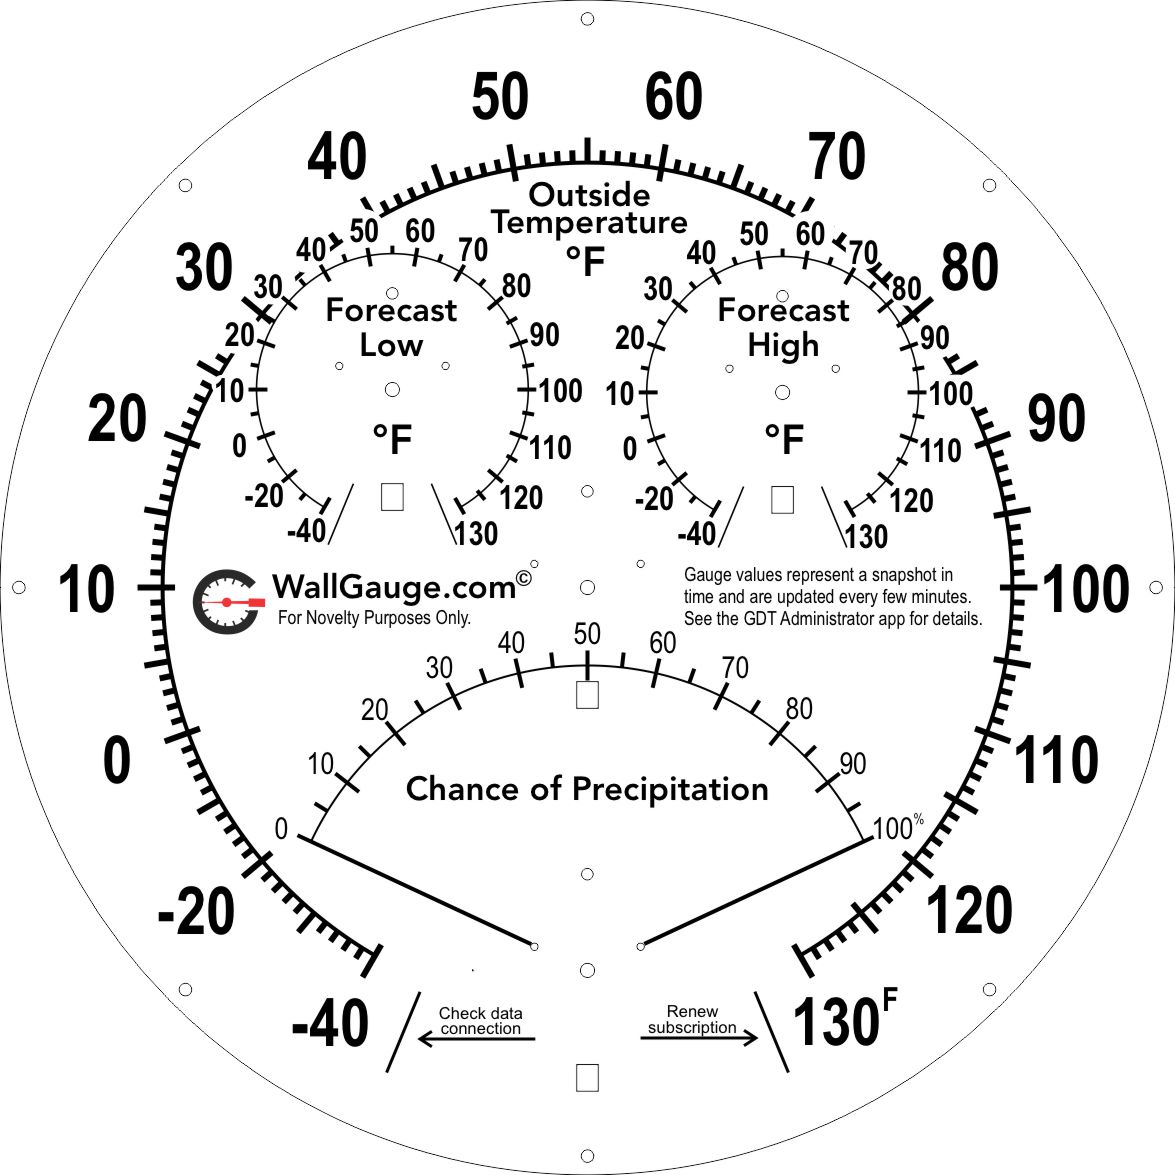 50 60
40 70
Outside
Temperature
°F
30 80
20 90
10 100
0 110
-20 120
-40 130F
50 60
40 70
30 80
20 90
10 100
0 110
-20 120
-40 130
Forecast
Low
°F
50 60
40 70
30 80
20 90
10 100
0 110
-20 120
-40 130
Forecast
High
°F
WallGauge.com©
For Novelty Purposes Only.
Gauge values represent a snapshot in
time and are updated every few minutes.
See the GDT Administrator app for details.
50
40 60
30 70
20 80
10 90
0 100%
Chance of Precipitation
Check data
connection
Renew
subscription